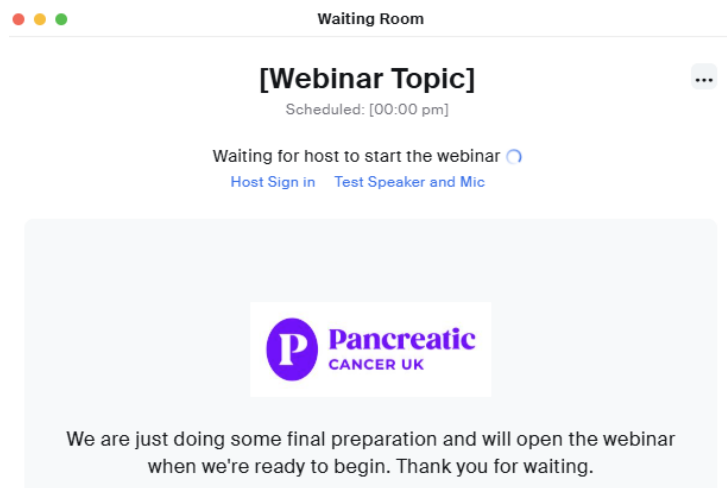 Waiting Room
[Webinar Topic]
Scheduled: [00:00 pm]
Waiting for host to start the webinar
Host Sign in Test Speaker and Mic
P Pancreatic
CANCER UK
We are just doing some final preparation and will open the webinar
when we're ready to begin. Thank you for waiting.